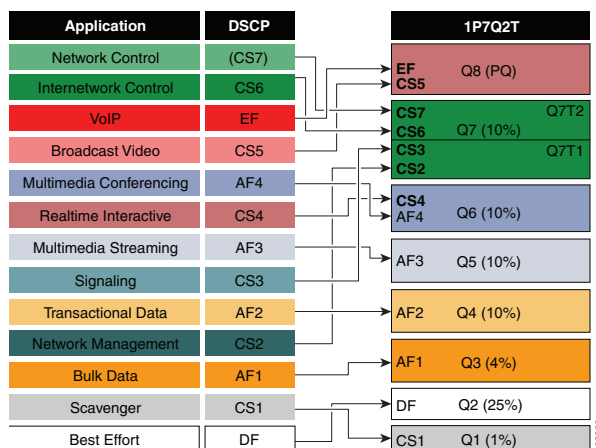 Application DSCP 1P7Q2T
Network Control (CS7)
Internetwork Control CS6
VoIP EF
Broadcast Video CS5
Multimedia Conferencing AF4
Realtime Interactive CS4
Multimedia Streaming AF3
Signaling CS3
Transactional Data AF2
Network Management CS2
Bulk Data AF1
Scavenger CS1
Best Effort DF
EF
CS5
Q8 (PQ)
CS7 Q7T2
CS6 Q7 (10%)
CS3 Q7T1
CS2
CS4
AF4
Q6 (10%)
AF3 Q5 (10%)
AF2 Q4 (10%)
AF1 Q3 (4%)
DF Q2 (25%)
CS1 Q1 (1%)